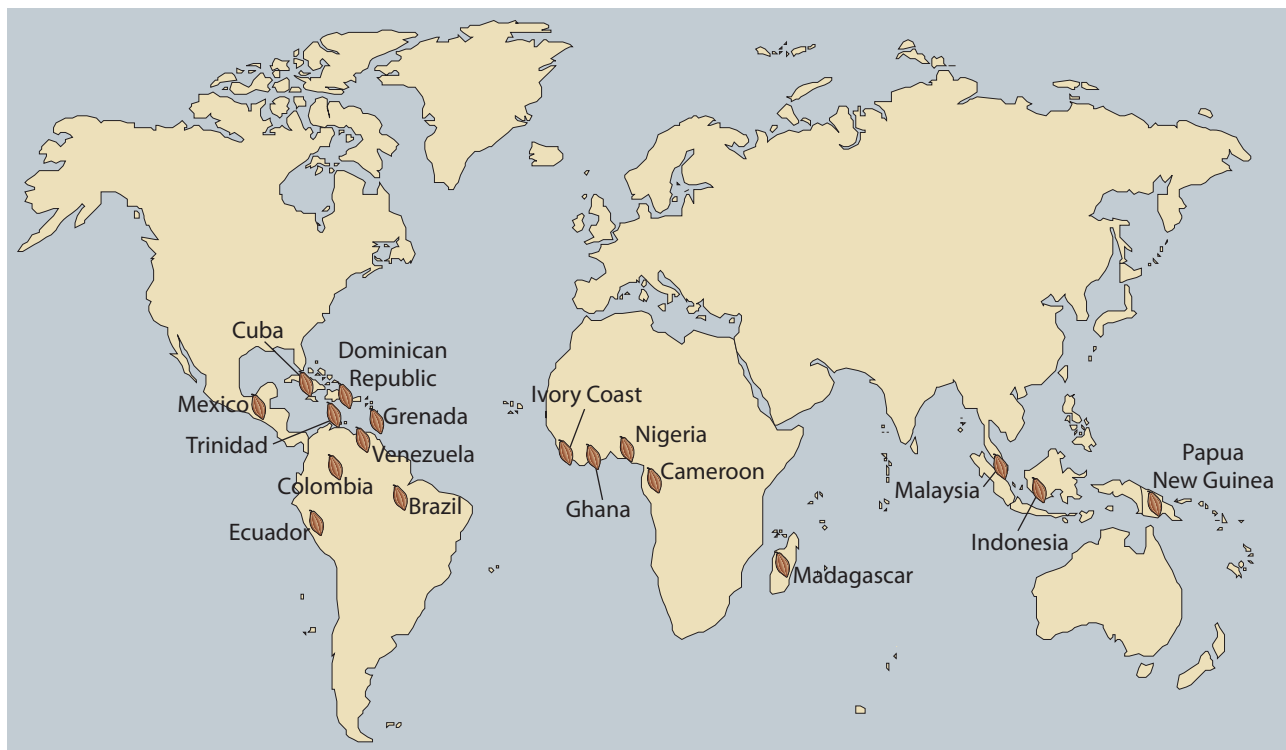 Cuba
Dominican
Republic
Mexico
Grenada
Trinidad
Venezuela
Colombia
Brazil
Ecuador
Ivory Coast
Nigeria
Cameroon
Ghana
Madagascar
Malaysia
Indonesia
Papua
New Guinea